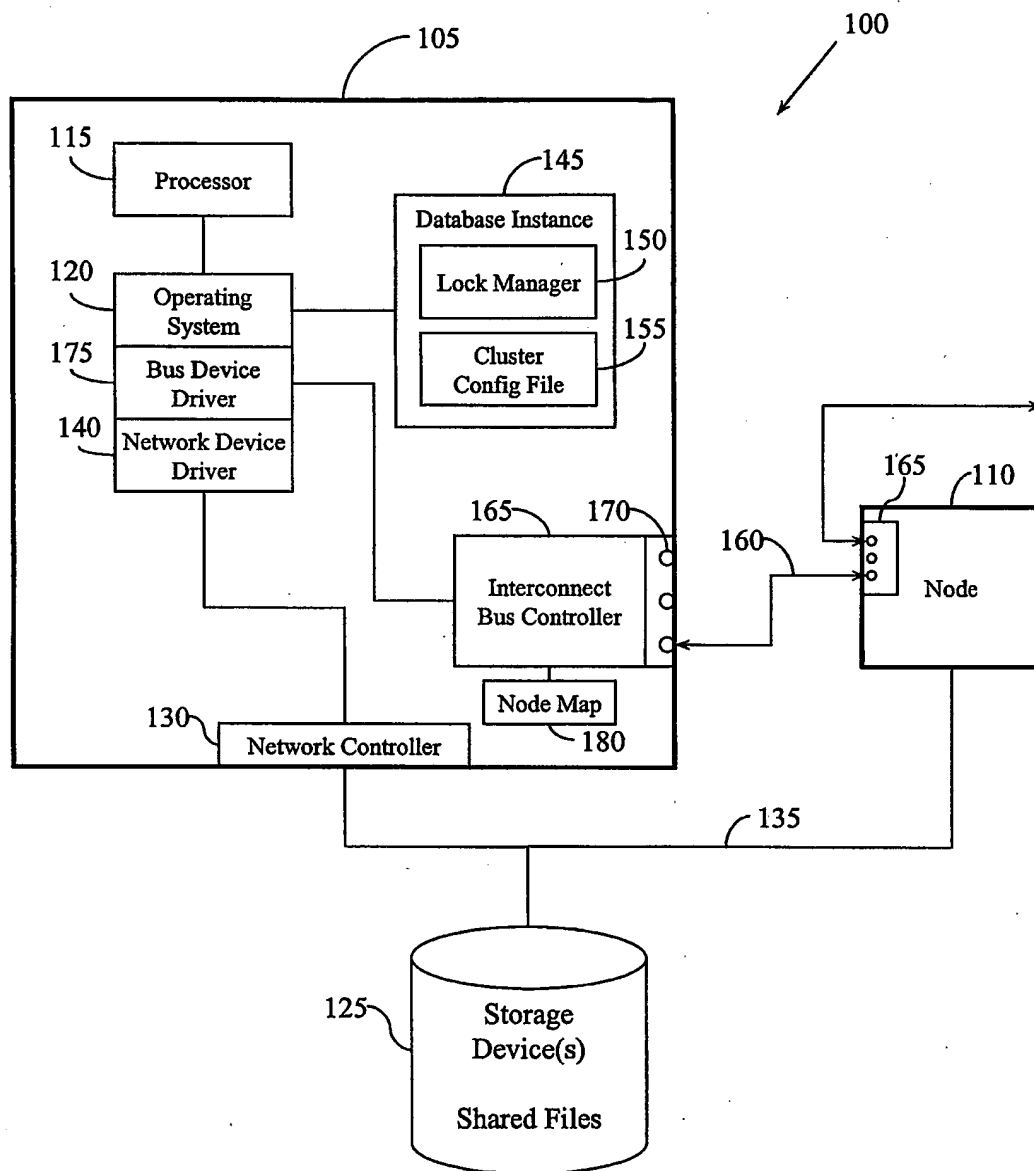 100
105
115
Processor
145
Database Instance
150
Lock Manager
120
Operating
System
155
Cluster
Config File
175
Bus Device
Driver
140
Network Device
Driver
165
110
165
170
160
Interconnect
Bus Controller
Node
Node Map
180
130
Network Controller
135
125
Storage
Device(s)
Shared Files